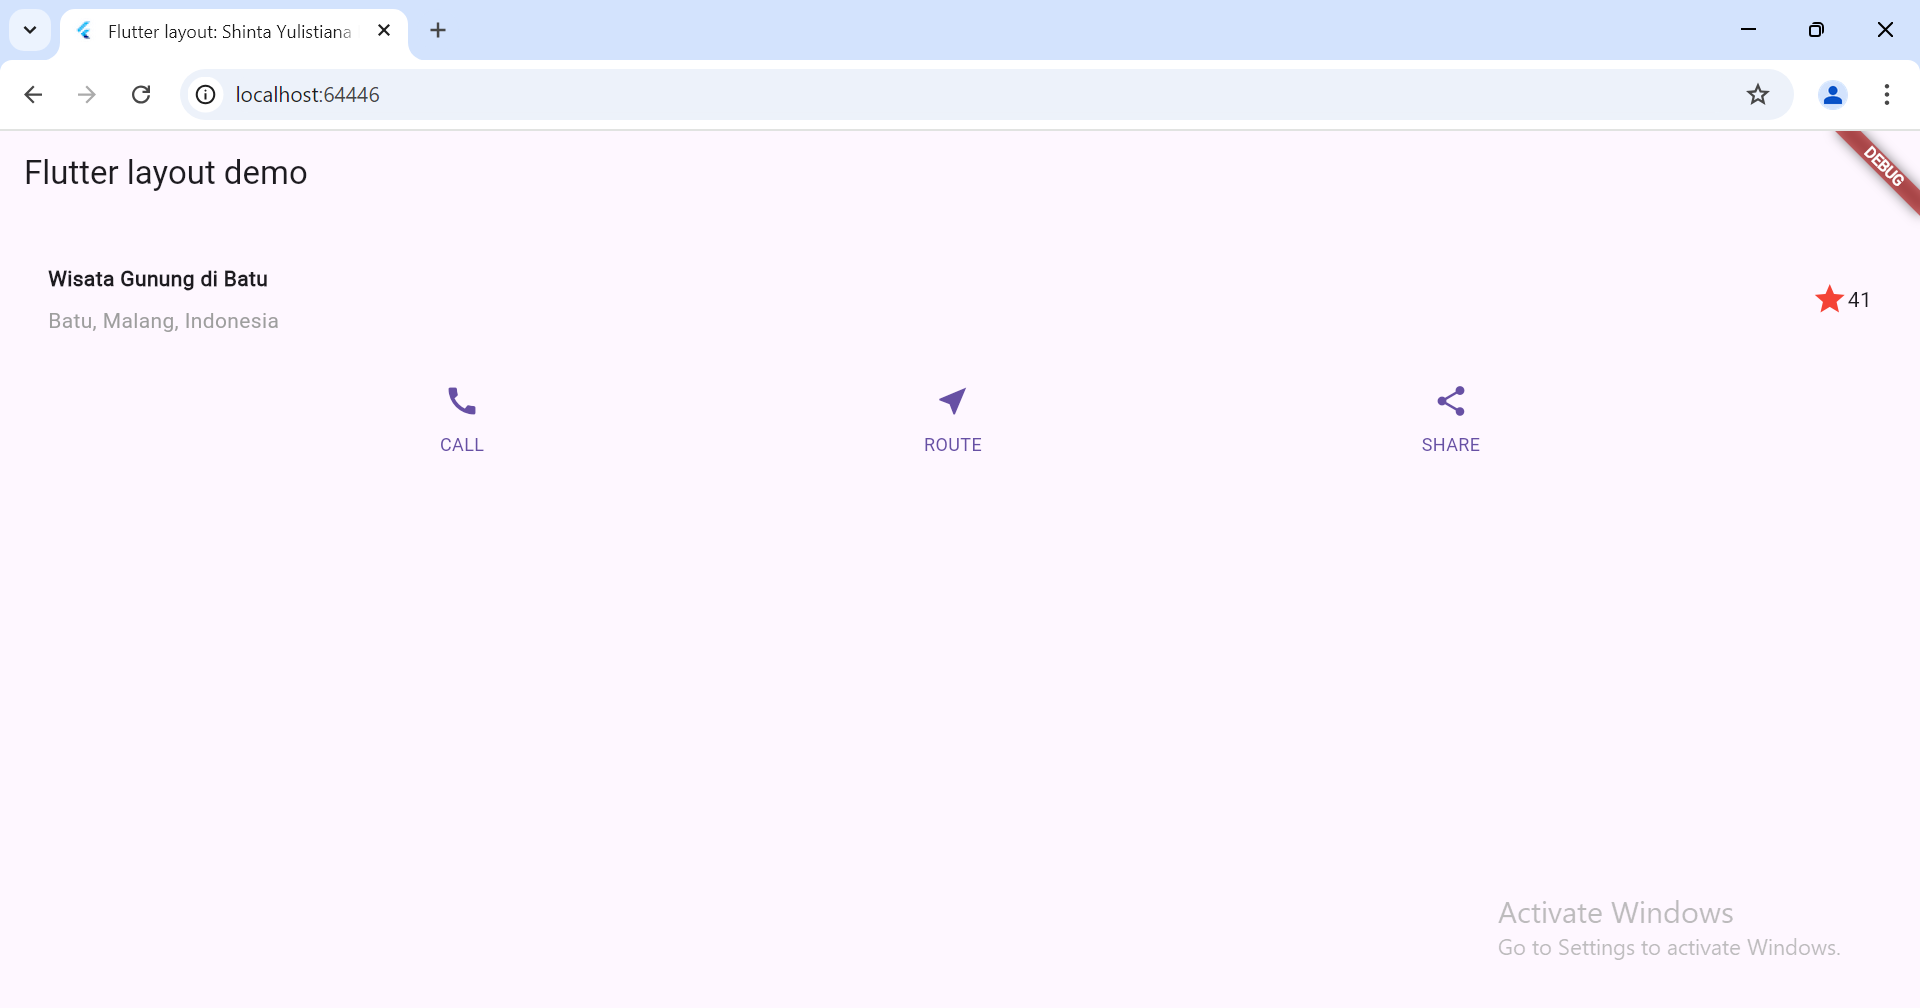 Flutter layout: Shinta Yulistiana
localhost:64446
Flutter layout demo
DEBUG
Wisata Gunung di Batu
Batu, Malang, Indonesia
41
CALL
ROUTE
SHARE
Activate Windows
Go to Settings to activate Windows.